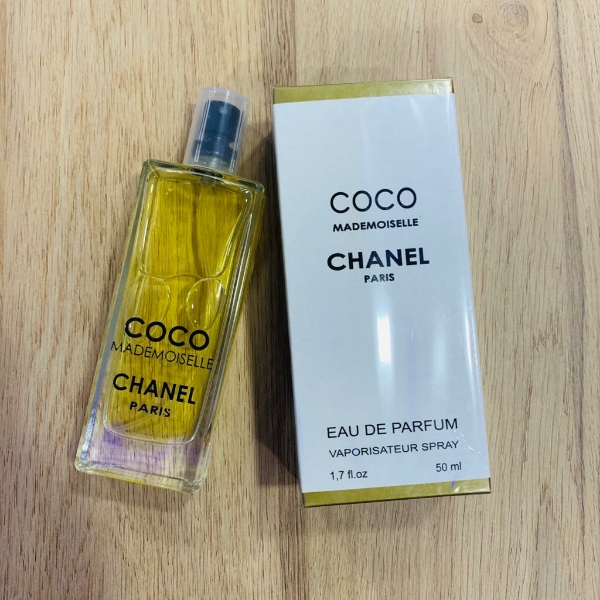 COCO
MADEMOISELLE
CHANEL
PARIS
COCO
MADEMOISELLE
CHANEL
PARIS
EAU DE PARFUM
VAPORISATEUR SPRAY
1,7 fl.oz 50 ml